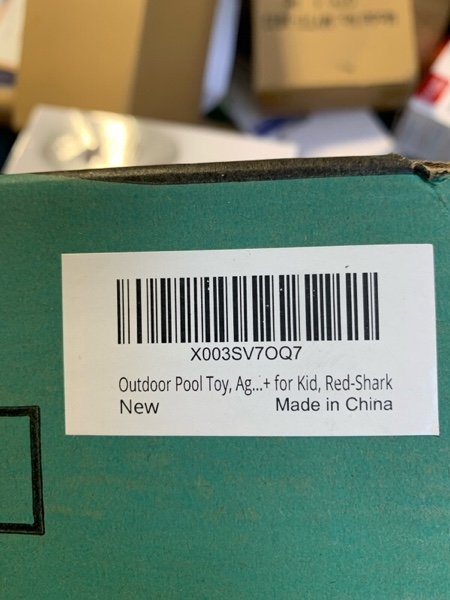 X003SV7OQ7
Outdoor Pool Toy, Ag...+ for Kid, Red-Shark
New
Made in China